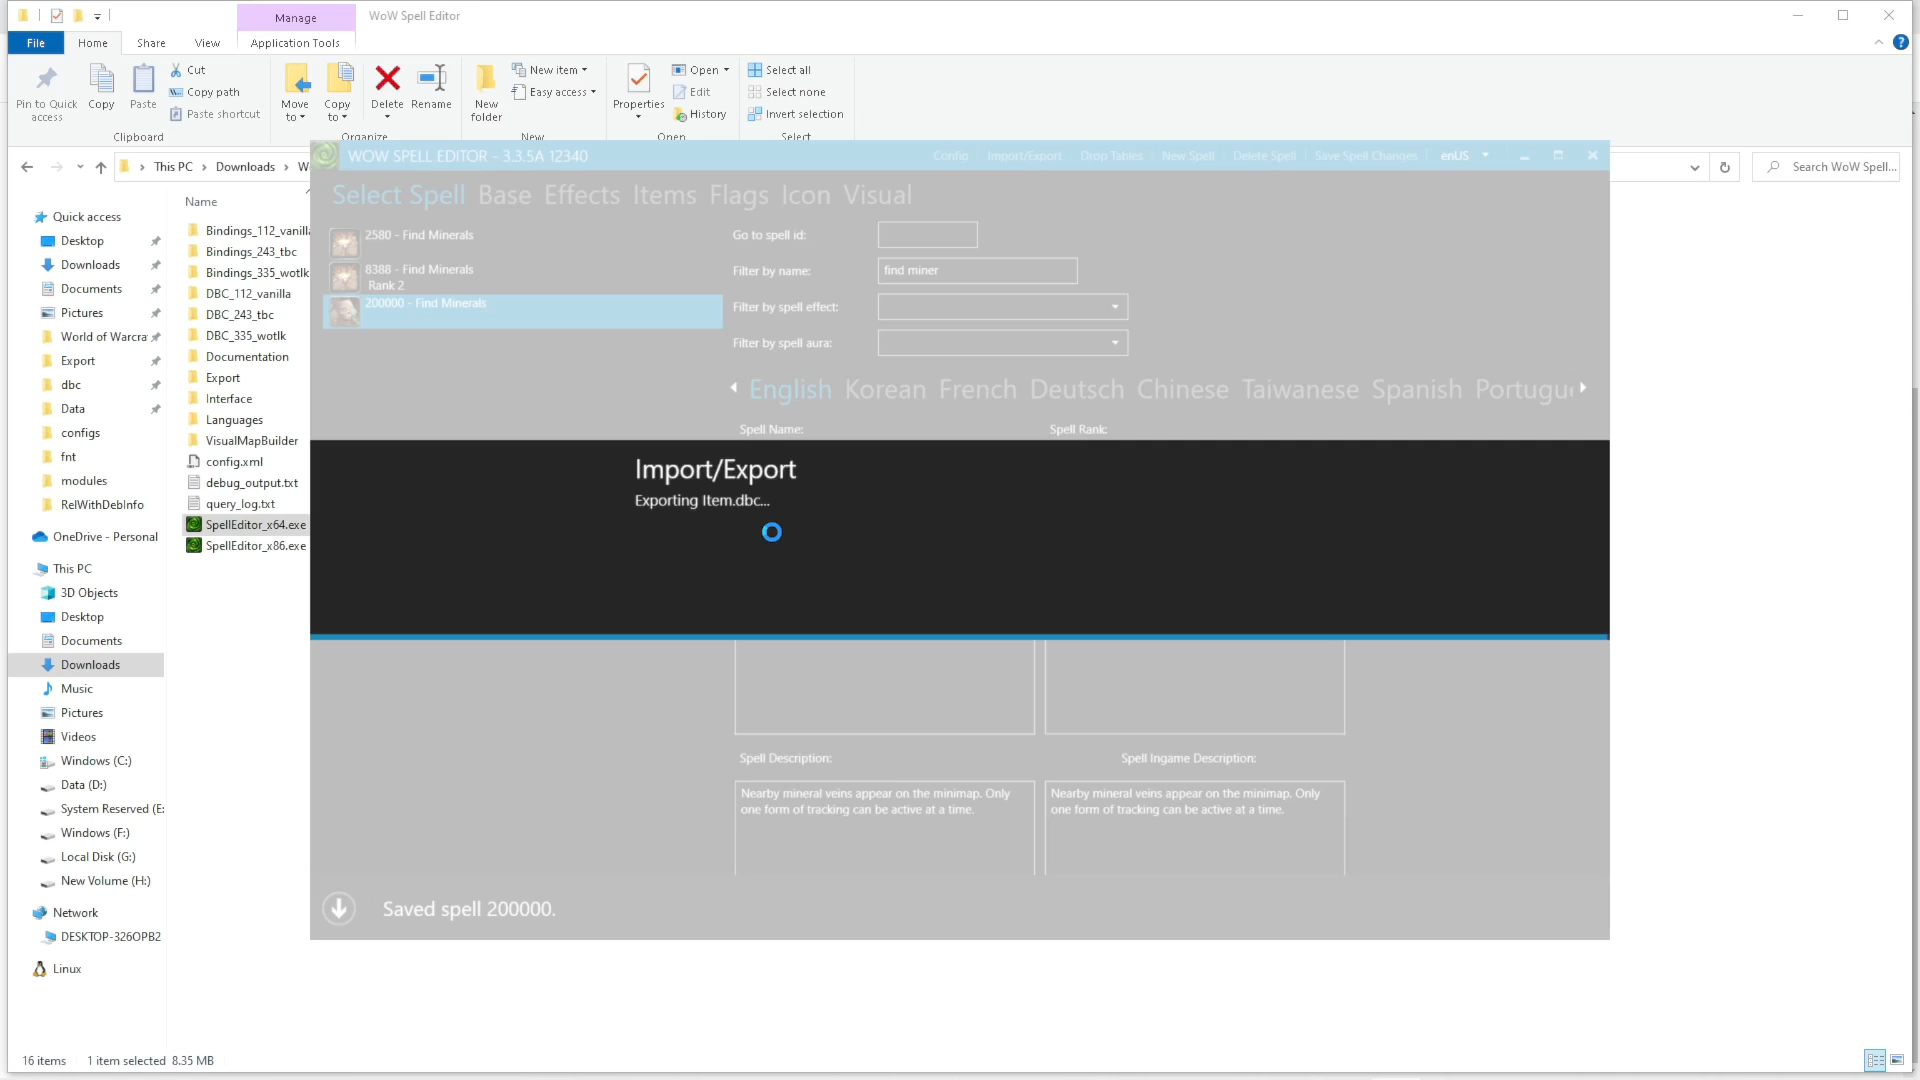 Manage
WoW Spell Editor
File
Home
Share
View
Application Tools
Pin to Quick access
Copy
Paste
Cut
Copy path
Paste shortcut
Clipboard
Move to
Copy to
Delete
Rename
Organize
New folder
New item
Easy access
New
Properties
Open
Edit
History
Open
Select all
Select none
Invert selection
Select
This PC
Downloads
W
Search WoW Spell...
Quick access
Desktop
Downloads
Documents
Pictures
World of Warcra
Export
dbc
Data
configs
fnt
modules
RelWithDebInfo
OneDrive - Personal
This PC
3D Objects
Desktop
Documents
Downloads
Music
Pictures
Videos
Windows (C:)
Data (D:)
System Reserved (E:
Windows (F:)
Local Disk (G:)
New Volume (H:)
Network
DESKTOP-326OPB2
Linux
Name
Bindings_112_vanilla
Bindings_243_tbc
Bindings_335_wotlk
DBC_112_vanilla
DBC_243_tbc
DBC_335_wotlk
Documentation
Export
Interface
Languages
VisualMapBuilder
config.xml
debug_output.txt
query_log.txt
SpellEditor_x64.exe
SpellEditor_x86.exe
WOW SPELL EDITOR - 3.3.5A 12340
Config
Import/Export
Drop Tables
New Spell
Delete Spell
Save Spell Changes
enUS
Select Spell Base Effects Items Flags Icon Visual
2580 - Find Minerals
8388 - Find Minerals
Rank 2
200000 - Find Minerals
Go to spell id:
Filter by name:
find miner
Filter by spell effect:
Filter by spell aura:
English Korean French Deutsch Chinese Taiwanese Spanish Portugu
Spell Name:
Spell Rank:
Import/Export
Exporting Item.dbc...
Spell Description:
Spell Ingame Description:
Nearby mineral veins appear on the minimap. Only
one form of tracking can be active at a time.
Nearby mineral veins appear on the minimap. Only
one form of tracking can be active at a time.
Saved spell 200000.
16 items
1 item selected 8.35 MB